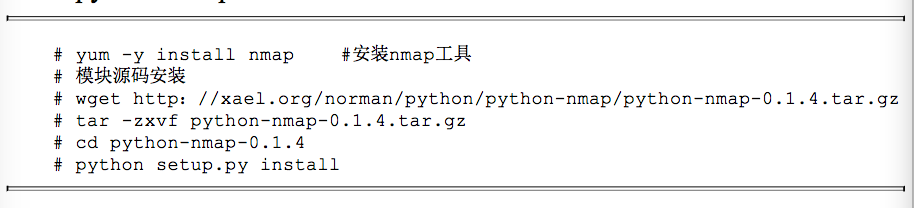 # yum -y install nmap    #安装nmap工具
# 模块源码安装
# wget http：//xael.org/norman/python/python-nmap/python-nmap-0.1.4.tar.gz
# tar -zxvf python-nmap-0.1.4.tar.gz
# cd python-nmap-0.1.4
# python setup.py install